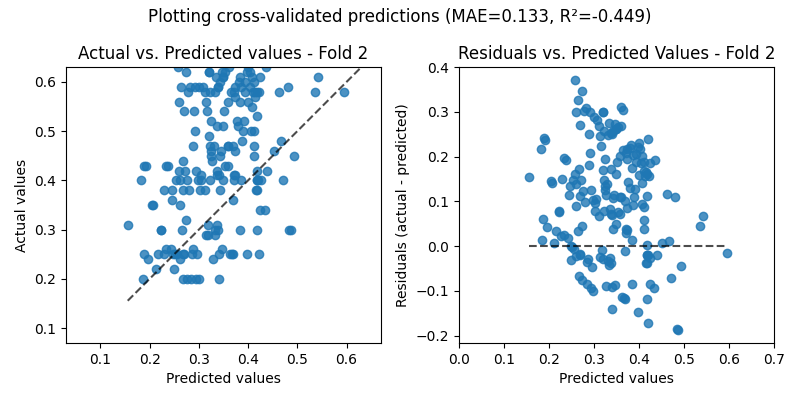 Plotting cross-validated predictions (MAE=0.133, R²=-0.449)
Actual vs. Predicted values - Fold 2
Actual values
0.6
0.5
0.4
0.3
0.2
0.1
0.1 0.2 0.3 0.4 0.5 0.6
Predicted values
Residuals vs. Predicted Values - Fold 2
Residuals (actual - predicted)
0.4
0.3
0.2
0.1
0.0
−0.1
−0.2
0.0 0.1 0.2 0.3 0.4 0.5 0.6 0.7
Predicted values